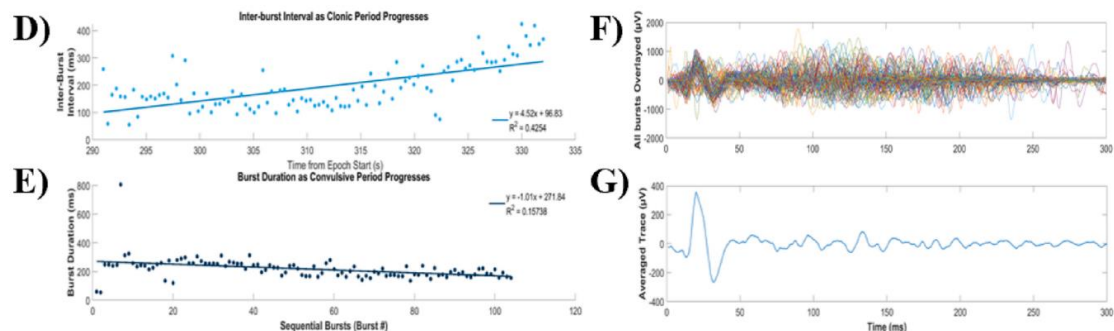 D)
Inter-burst Interval as Clonic Period Progresses
Inter-Burst
Interval (ms)
400
300
200
100
0
290
295
300
305
310
315
320
325
330
335
Time from Epoch Start (s)
y = 4.52x + 96.83
R2 = 0.4254
E)
Burst Duration as Convulsive Period Progresses
Burst Duration (ms)
800
600
400
200
0
0
20
40
60
80
100
120
Sequential Bursts (Burst #)
y = -1.01x + 271.84
R2 = 0.15738
F)
All bursts Overlayed (µV)
2000
1000
0
-1000
-2000
0
50
100
150
200
250
300
G)
Averaged Trace (µV)
400
200
0
-200
-400
0
50
100
150
200
250
300
Time (ms)